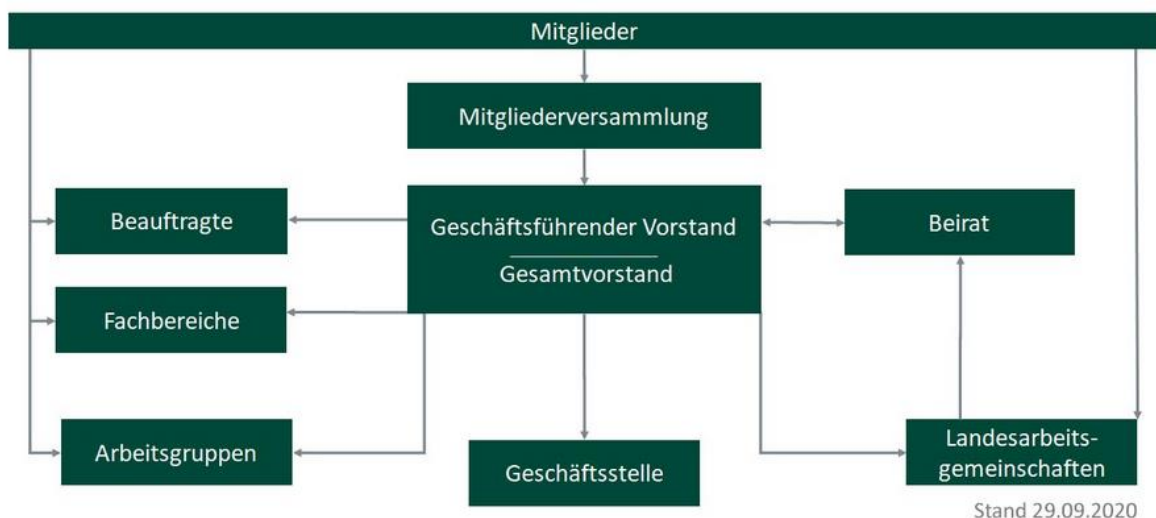 Mitglieder
Mitgliederversammlung
Beauftragte
Geschäftsführender Vorstand
Gesamtvorstand
Beirat
Fachbereiche
Arbeitsgruppen
Geschäftsstelle
Landesarbeits-
gemeinschaften
Stand 29.09.2020